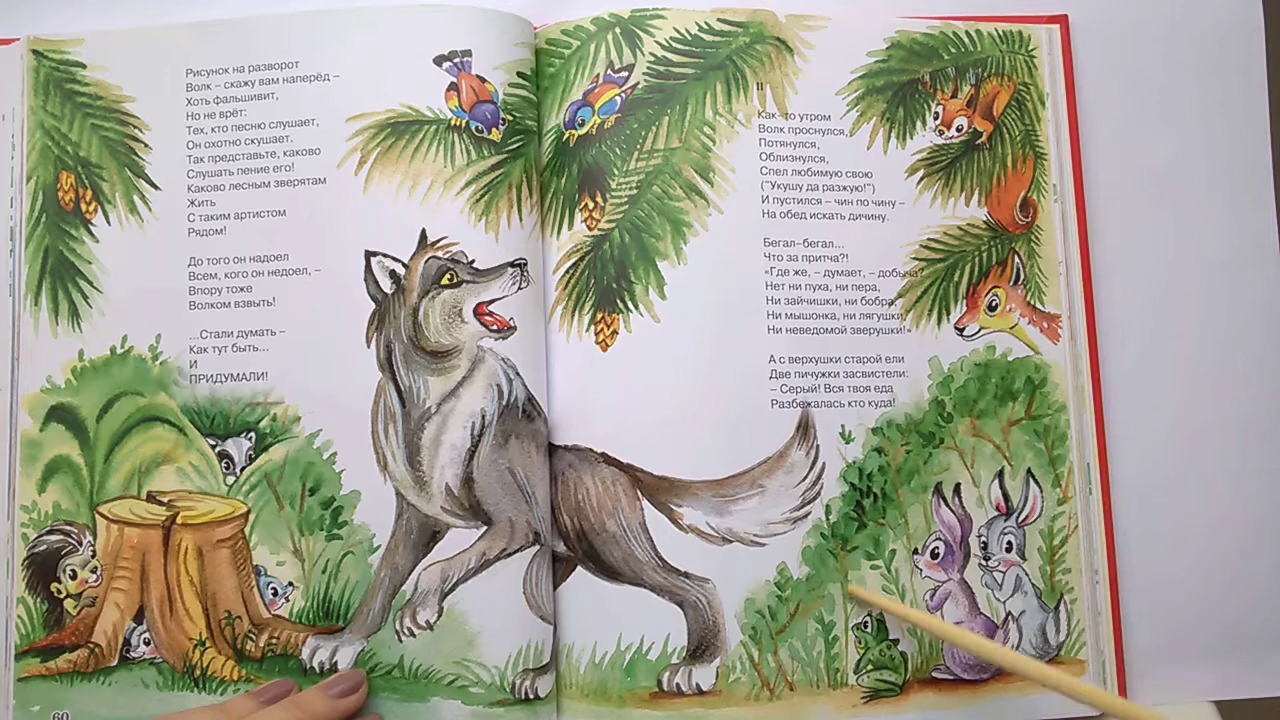 Рисунок на разворот
Волк – скажу вам наперёд –
Хоть фальшивит,
Но не врёт:
Тех, кто песню слушает,
Он охотно скушает.
Так представьте, каково
Слушать пение его!
Каково лесным зверятам
Жить
С таким артистом
Рядом!
До того он надоел
Всем, кого он недоел, –
Впору тоже
Волком взвыть!
...Стали думать –
Как тут быть...
И
ПРИДУМАЛИ!
60
II
Как-то утром
Волк проснулся,
Потянулся,
Облизнулся,
Спел любимую свою
("Укушу да разжую!")
И пустился – чин по чину –
На обед искать дичину.
Бегал-бегал...
Что за притча?!
«Где же, – думает, – добыча?
Нет ни пуха, ни пера,
Ни зайчишки, ни бобра,
Ни мышонка, ни лягушки,
Ни неведомой зверушки!»
А с верхушки старой ели
Две пичужки засвистели:
– Серый! Вся твоя еда
Разбежалась кто куда!